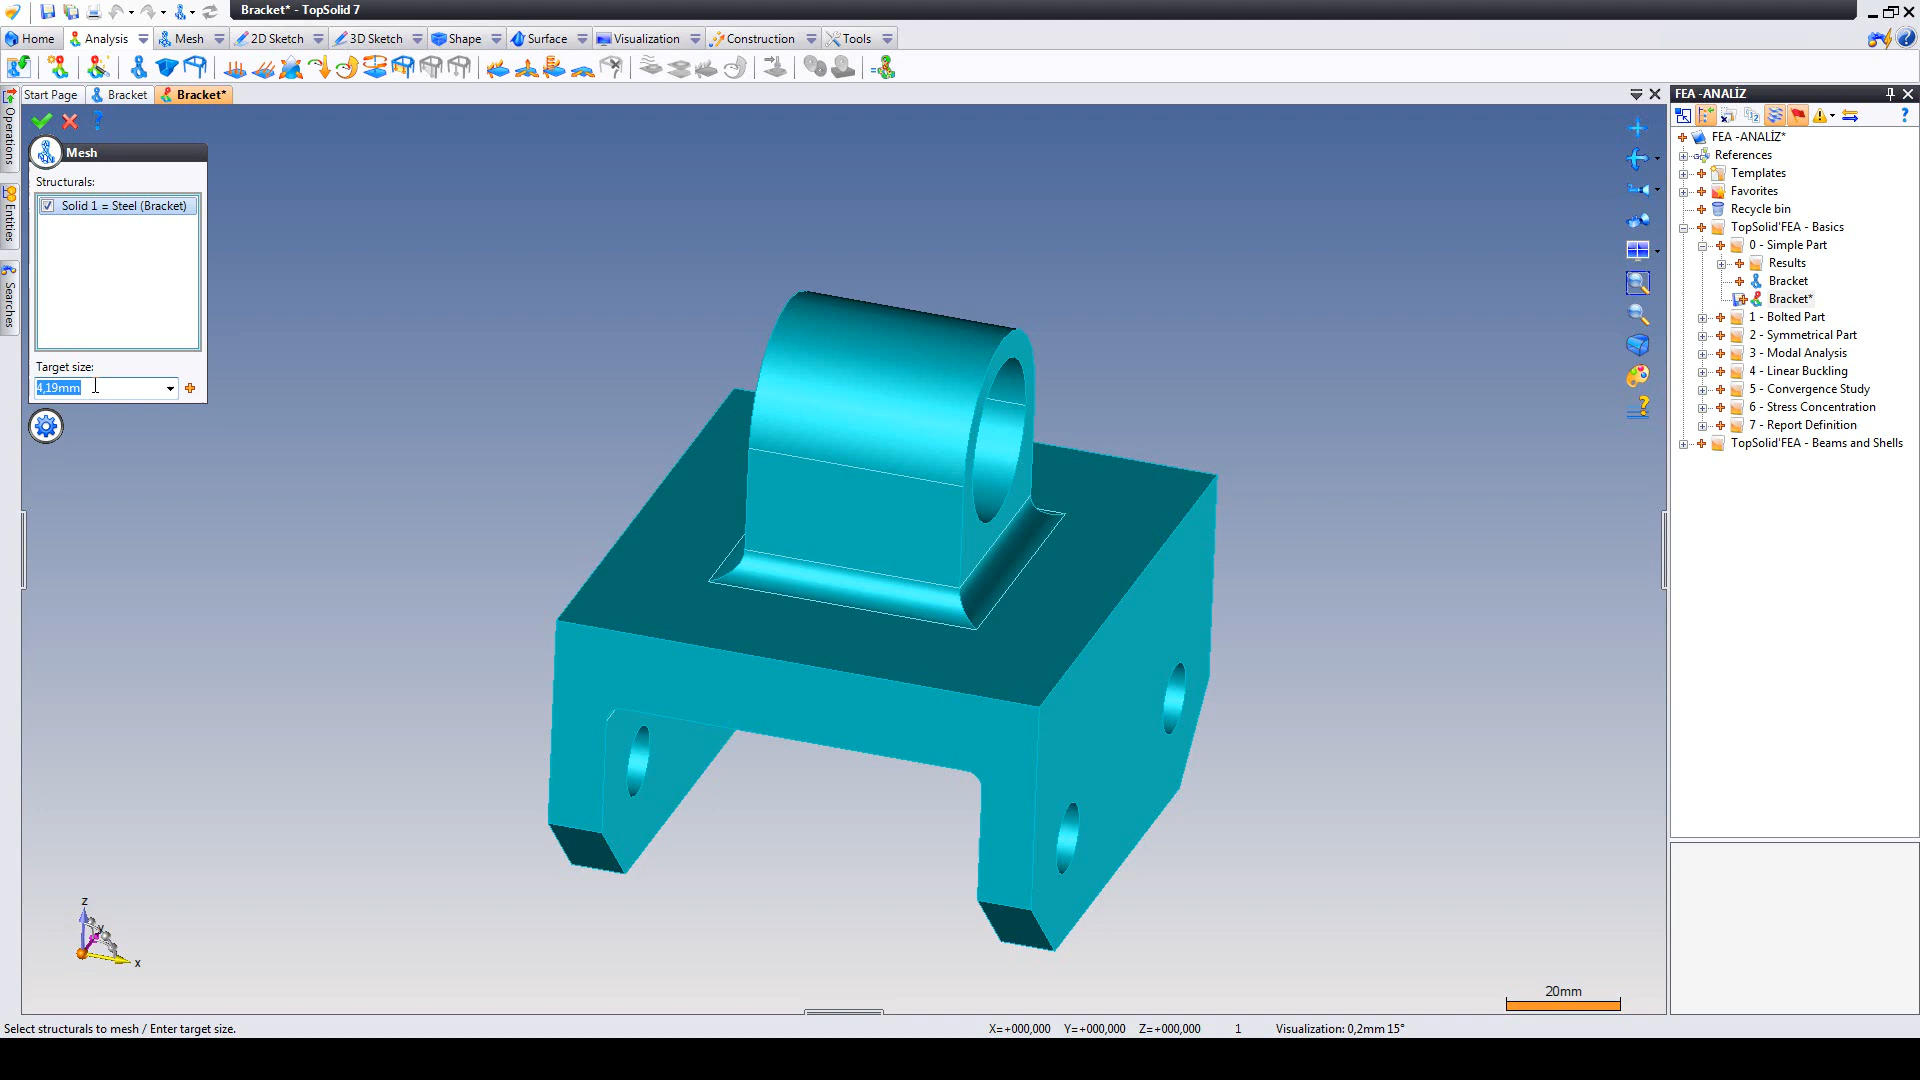 Bracket* - TopSolid 7
Home
Analysis
Mesh
2D Sketch
3D Sketch
Shape
Surface
Visualization
Construction
Tools
Start Page
Bracket
Bracket*
FEA -ANALİZ
Operations
Entities
Searches
Mesh
Structurals:
Solid 1 = Steel (Bracket)
Target size:
4,19mm
FEA -ANALİZ*
References
Templates
Favorites
Recycle bin
TopSolid'FEA - Basics
0 - Simple Part
Results
Bracket
Bracket*
1 - Bolted Part
2 - Symmetrical Part
3 - Modal Analysis
4 - Linear Buckling
5 - Convergence Study
6 - Stress Concentration
7 - Report Definition
TopSolid'FEA - Beams and Shells
z
y
x
20mm
Select structurals to mesh / Enter target size.
X=+000,000 Y=+000,000 Z=+000,000 1 Visualization: 0,2mm 15°